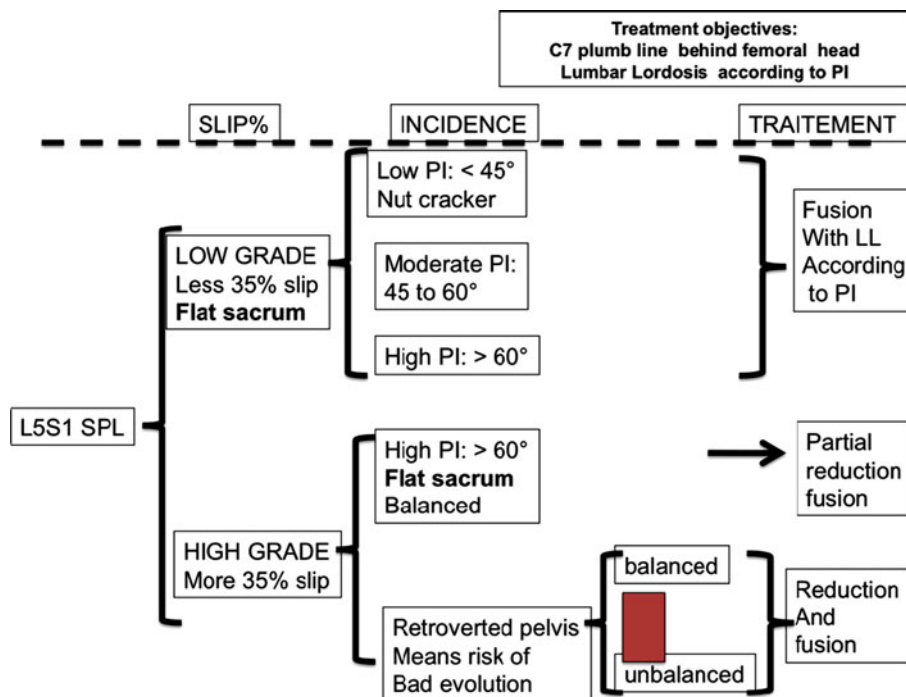 Treatment objectives:
C7 plumb line behind femoral head
Lumbar Lordosis according to PI
SLIP%
INCIDENCE
TRAITEMENT
Low PI: < 45°
Nut cracker
LOW GRADE
Less 35% slip
Flat sacrum
Moderate PI:
45 to 60°
High PI: > 60°
Fusion
With LL
According
to PI
L5S1 SPL
High PI: > 60°
Flat sacrum
Balanced
Partial
reduction
fusion
HIGH GRADE
More 35% slip
Retroverted pelvis
Means risk of
Bad evolution
balanced
unbalanced
Reduction
And
fusion